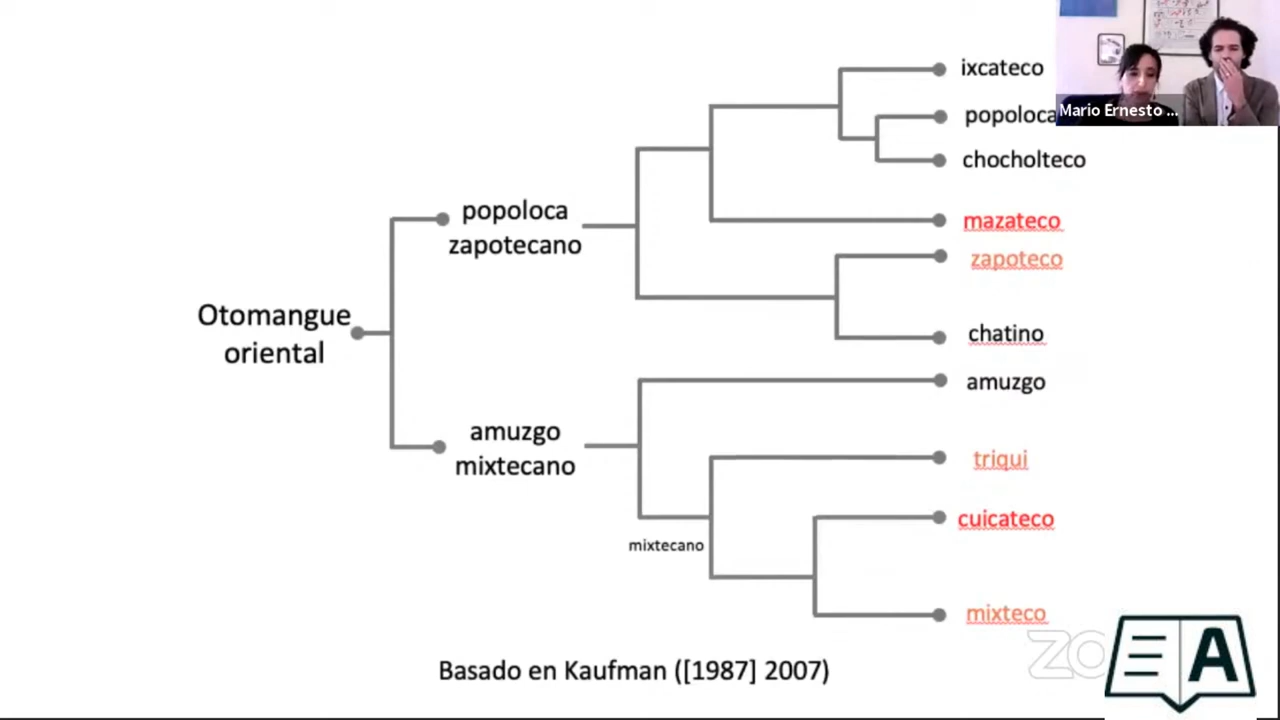 ixcateco
popoloca
chocholteco
mazateco
zapoteco
chatino
amuzgo
triqui
cuicateco
mixteco
popoloca
zapotecano
Otomangue
oriental
amuzgo
mixtecano
mixtecano
Basado en Kaufman ([1987] 2007)
Mario Ernesto ...
A